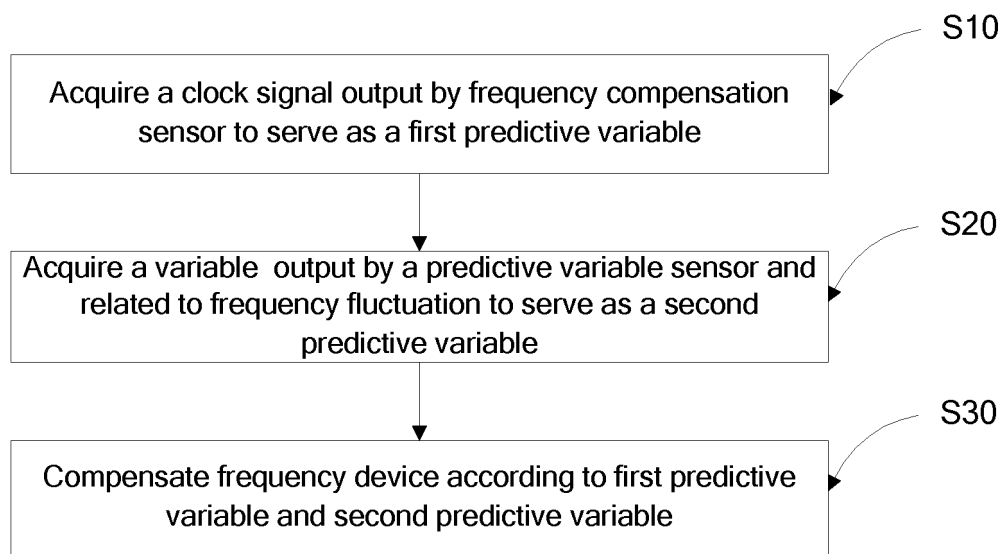 S10
Acquire a clock signal output by frequency compensation
sensor to serve as a first predictive variable
S20
Acquire a variable output by a predictive variable sensor and
related to frequency fluctuation to serve as a second
predictive variable
S30
Compensate frequency device according to first predictive
variable and second predictive variable